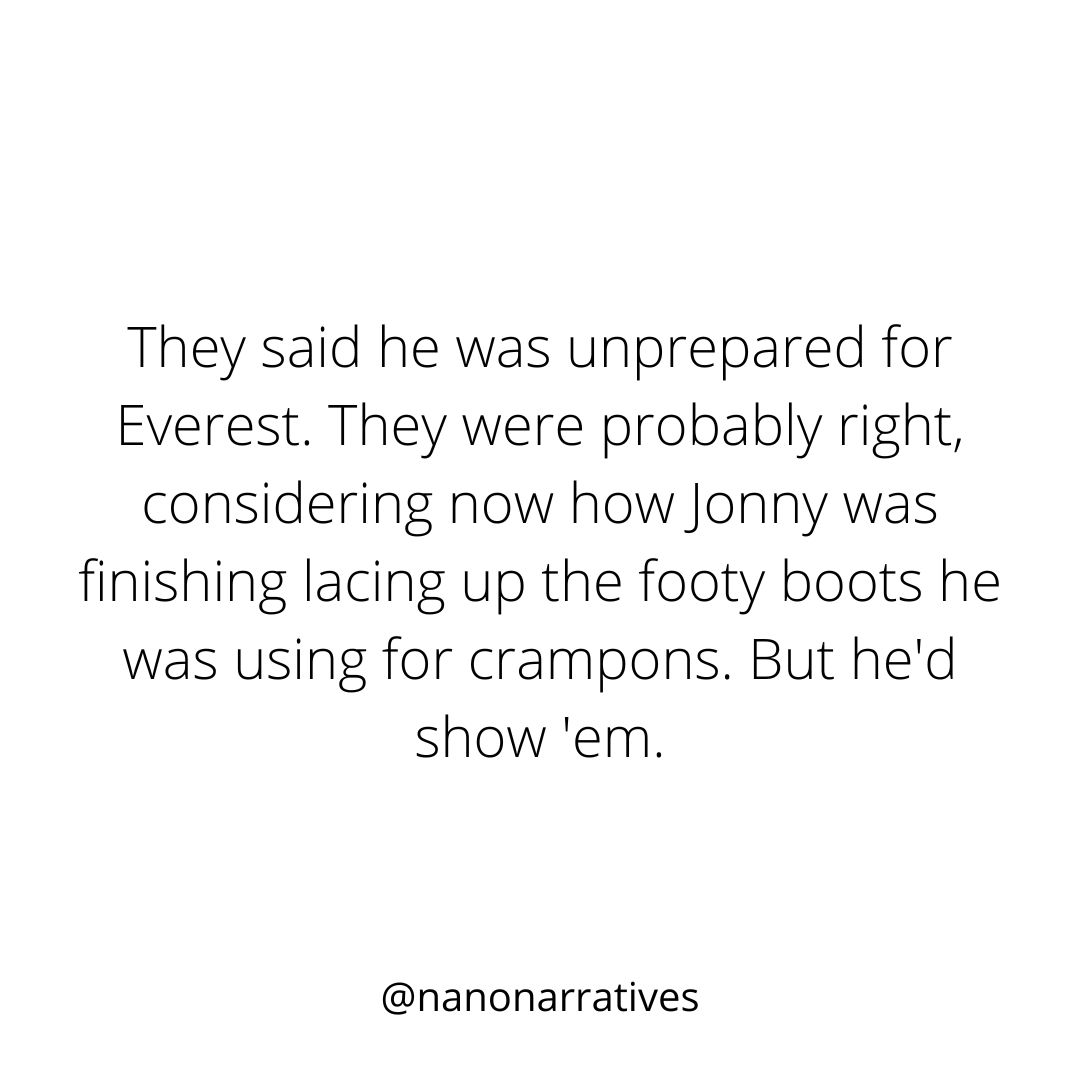 They said he was unprepared for
Everest. They were probably right,
considering now how Jonny was
finishing lacing up the footy boots he
was using for crampons. But he'd
show 'em.
@nanonarratives